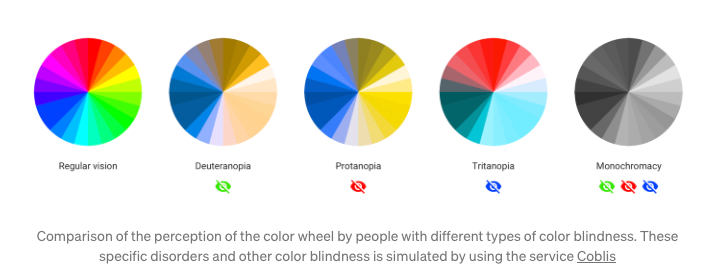 Regular vision
Deuteranopia
Protanopia
Tritanopia
Monochromacy
Comparison of the perception of the color wheel by people with different types of color blindness. These
specific disorders and other color blindness is simulated by using the service Coblis